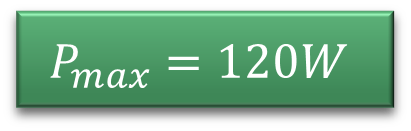 P_max = 120W